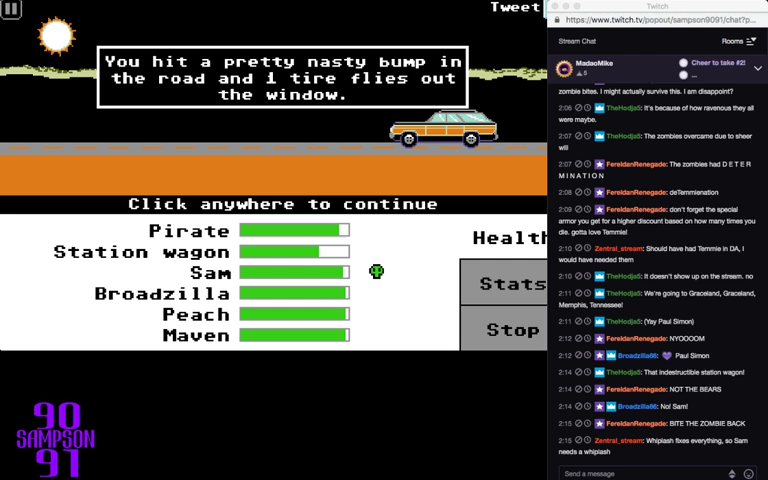 Tweet
You hit a pretty nasty bump in
the road and 1 tire flies out
the window.
Click anywhere to continue
Pirate
Station wagon
Sam
Broadzilla
Peach
Maven
Health
Stats
Stop
90
SAMPSON
91
Twitch
https://www.twitch.tv/popout/sampson9091/chat?p...
Stream Chat
Rooms
MadaoMike
6
Cheer to take #2!
...
zombie bites. I might actually survive this. I am disappoint?
2:06 TheHodja5: It's because of how ravenous they all
were maybe.
2:07 TheHodja5: The zombies overcame due to sheer
will
2:07 FereldanRenegade: The zombies had D E T E R
M I N A T I O N
2:08 FereldanRenegade: deTemmienation
2:09 FereldanRenegade: don't forget the special
armor you get for a higher discount based on how many times you
die. gotta love Temmie!
2:10 Zentral_stream: Should have had Temmie in DA, I
would have needed them
2:10 TheHodja5: It doesn't show up on the stream. no
2:11 TheHodja5: We're going to Graceland, Graceland,
Memphis, Tennessee!
2:11 TheHodja5: (Yay Paul Simon)
2:12 FereldanRenegade: NYOOOOM
2:12 Broadzilla66: Paul Simon
2:14 TheHodja5: That indestructible station wagon!
2:14 FereldanRenegade: NOT THE BEARS
2:14 Broadzilla66: No! Sam!
2:15 FereldanRenegade: BITE THE ZOMBIE BACK
2:15 Zentral_stream: Whiplash fixes everything, so Sam
needs a whiplash
Send a message